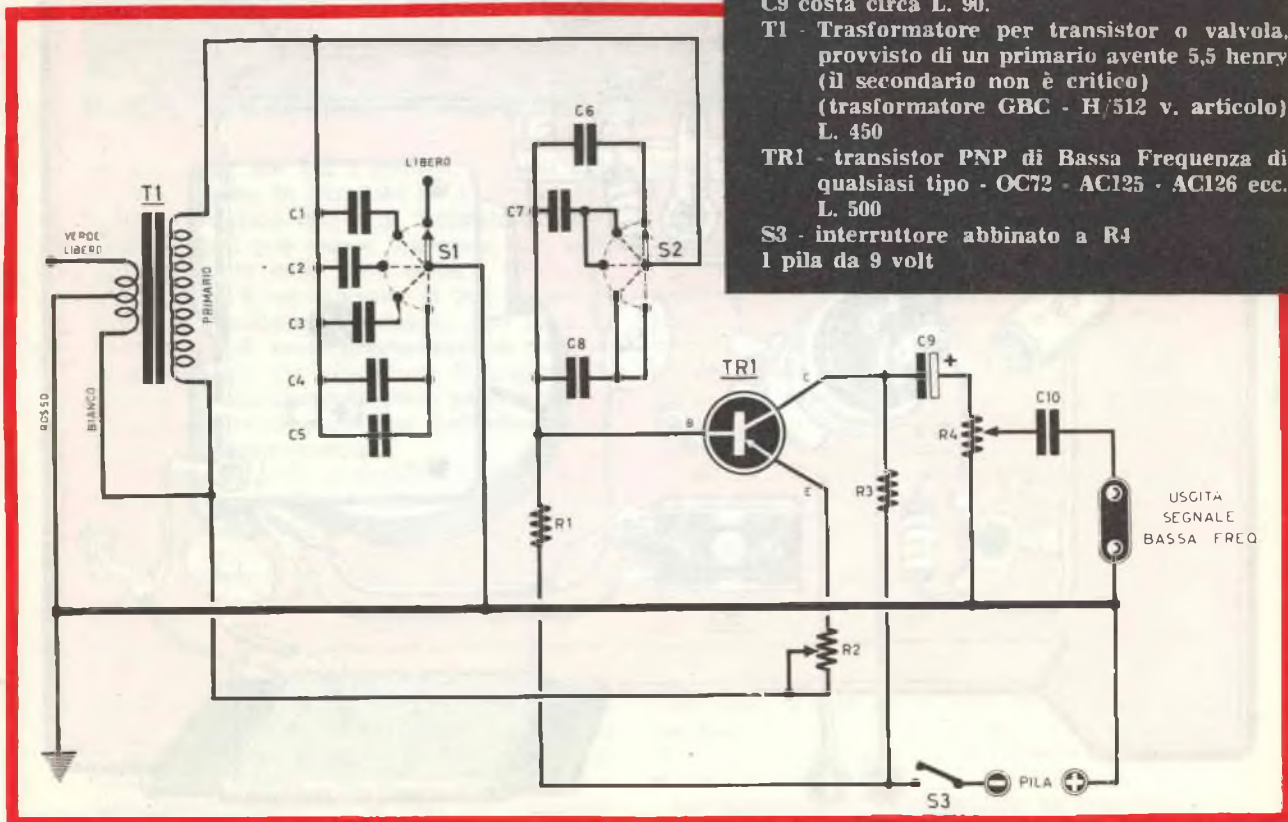 C9 costa circa L. 90.
T1 - Trasformatore per transistor o valvola,
provvisto di un primario avente 5,5 henry
(il secondario non è critico)
(trasformatore GBC - H/512 v. articolo)
L. 450
TR1 - transistor PNP di Bassa Frequenza di
qualsiasi tipo - OC72 - AC125 - AC126 ecc.
L. 500
S3 - interruttore abbinato a R4
1 pila da 9 volt
T1
VERDE
LIBERO
ROSSO
BIANCO
PRIMARIO
C1
C2
C3
C4
C5
LIBERO
S1
C6
C7
S2
C8
TR1
B
C
E
R1
R2
R3
C9
+
R4
C10
USCITA
SEGNALE
BASSA FREQ
S3
- PILA +